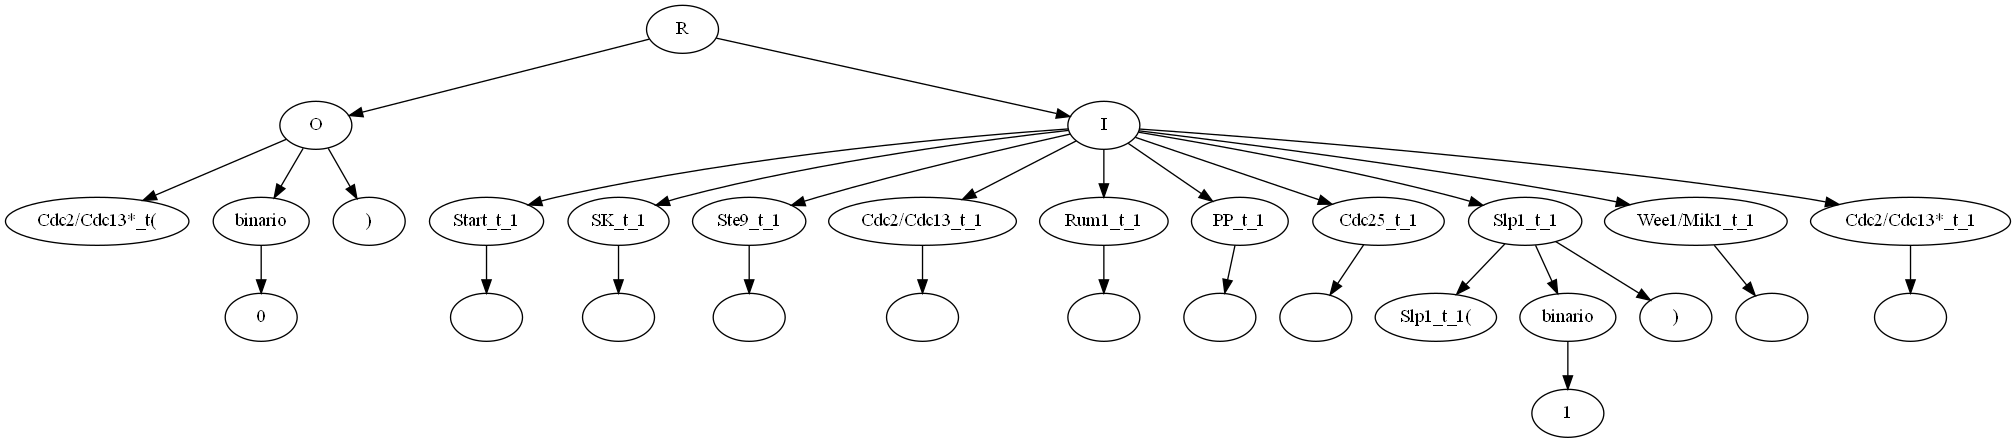 R
O
I
Cdc2/Cdc13*_t(
binario
)
Start_t_1
SK_t_1
Ste9_t_1
Cdc2/Cdc13_t_1
Rum1_t_1
PP_t_1
Cdc25_t_1
Slp1_t_1
Wee1/Mik1_t_1
Cdc2/Cdc13*_t_1
0
Slp1_t_1(
binario
)
1